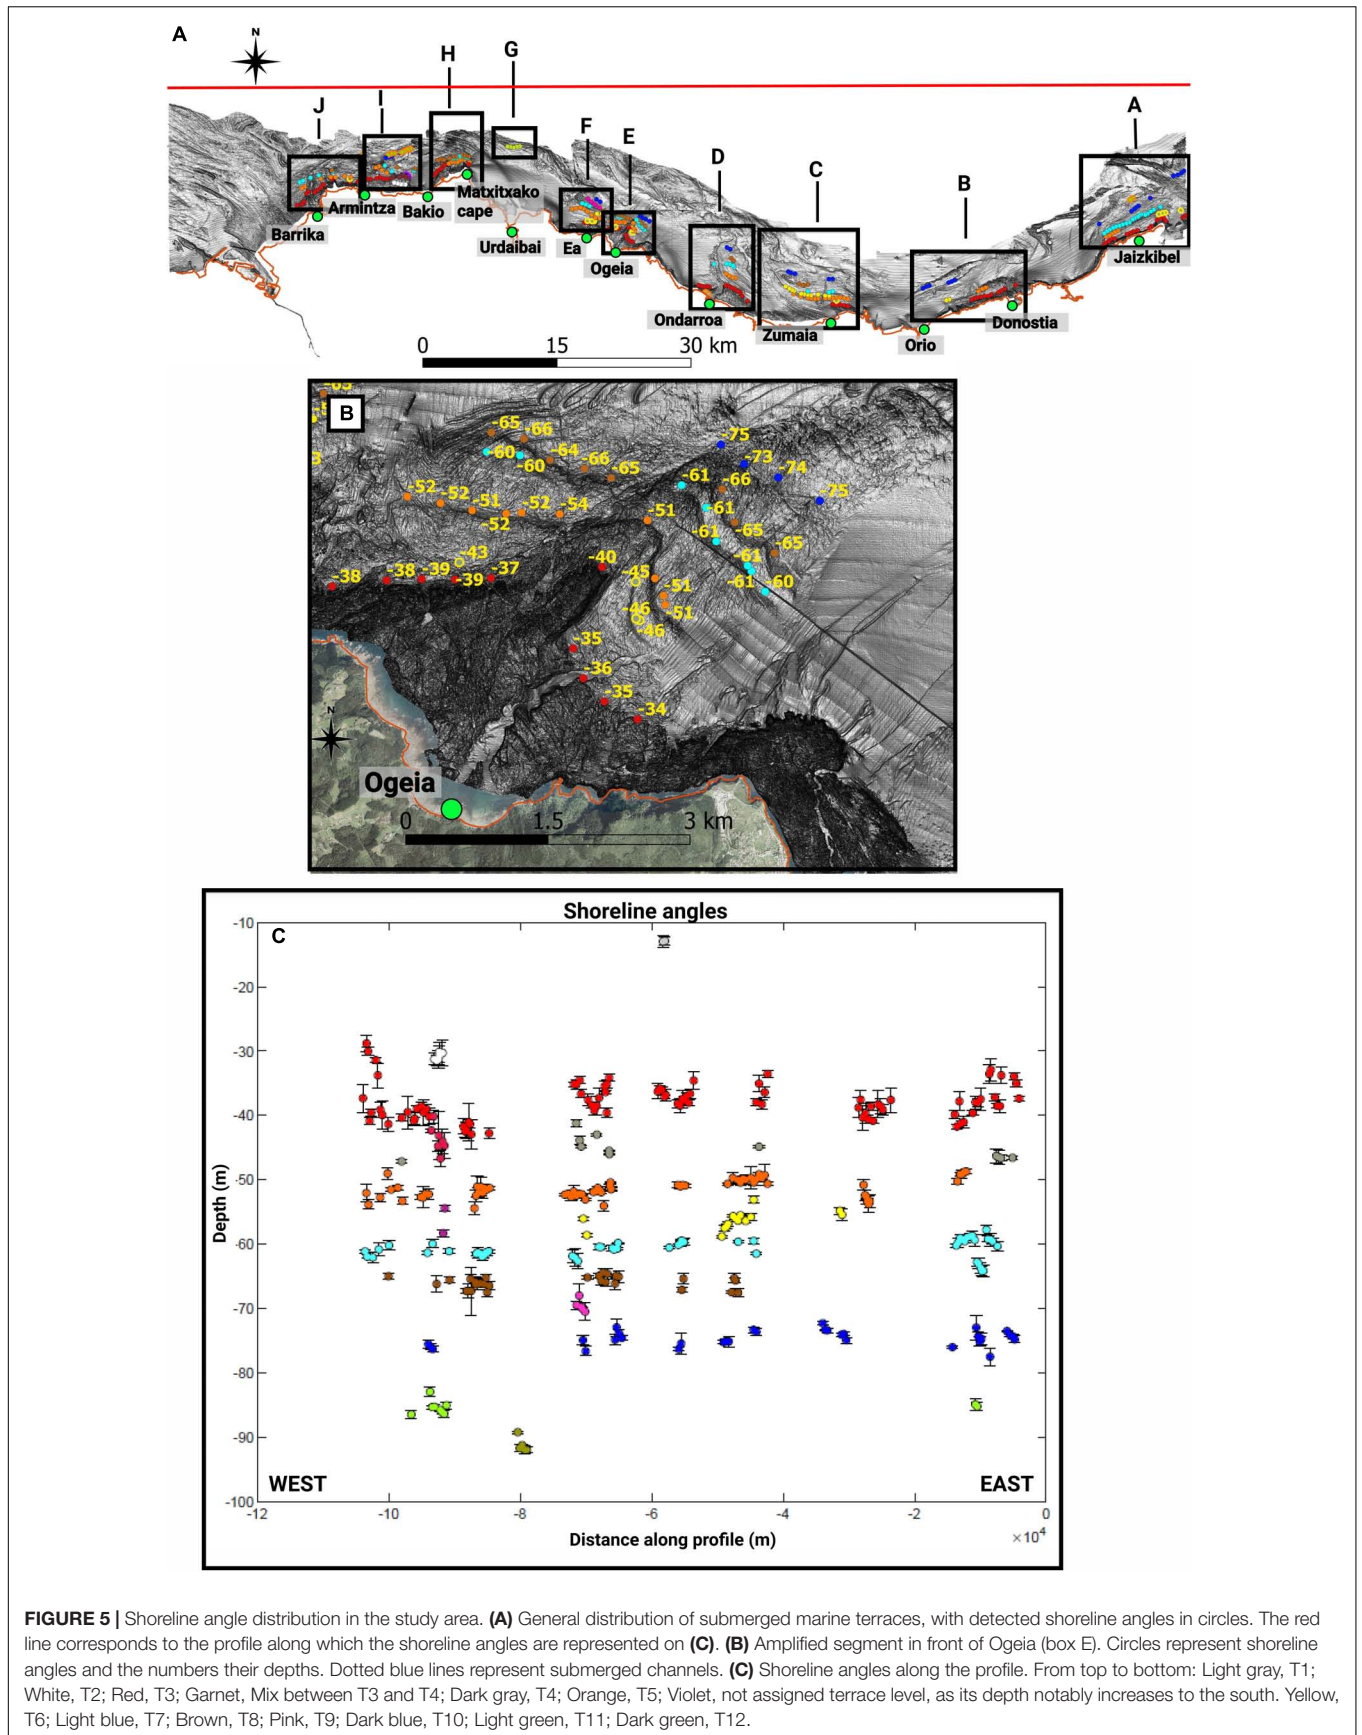 A
N
H
G
J
I
F
E
D
C
B
A
Barrika
Armintza
Bakio
Matxitxako
cape
Urdaibai
Ea
Ogeia
Ondarroa
Zumaia
Orio
Donostia
Jaizkibel
0 15 30 km
B
-65
-65
-66
-60
-60
-64
-66
-65
-75
-73
-74
-75
-61
-66
-61
-65
-61
-65
-61
-61
-60
-52
-52
-51
-52
-52
-54
-51
-43
-38
-38
-39
-39
-37
-40
-45
-51
-51
-46
-46
-35
-36
-35
-34
N
Ogeia
0 1.5 3 km
Shoreline angles
C
-10
-20
-30
-40
-50
-60
-70
-80
-90
-100
Depth (m)
WEST
EAST
-12 -10 -8 -6 -4 -2 0
Distance along profile (m)
×10⁴
FIGURE 5 | Shoreline angle distribution in the study area. (A) General distribution of submerged marine terraces, with detected shoreline angles in circles. The red
line corresponds to the profile along which the shoreline angles are represented on (C). (B) Amplified segment in front of Ogeia (box E). Circles represent shoreline
angles and the numbers their depths. Dotted blue lines represent submerged channels. (C) Shoreline angles along the profile. From top to bottom: Light gray, T1;
White, T2; Red, T3; Garnet, Mix between T3 and T4; Dark gray, T4; Orange, T5; Violet, not assigned terrace level, as its depth notably increases to the south. Yellow,
T6; Light blue, T7; Brown, T8; Pink, T9; Dark blue, T10; Light green, T11; Dark green, T12.